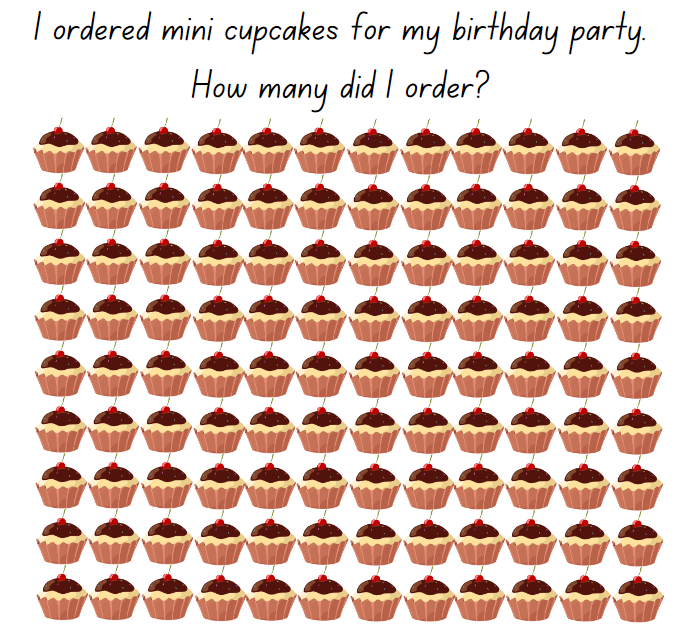 I ordered mini cupcakes for my birthday party.
How many did I order?